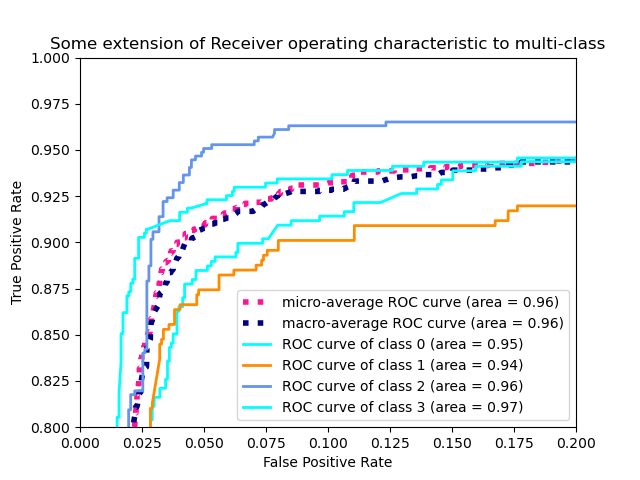 Some extension of Receiver operating characteristic to multi-class
1.000
0.975
0.950
0.925
0.900
0.875
0.850
0.825
0.800
True Positive Rate
micro-average ROC curve (area = 0.96)
macro-average ROC curve (area = 0.96)
ROC curve of class 0 (area = 0.95)
ROC curve of class 1 (area = 0.94)
ROC curve of class 2 (area = 0.96)
ROC curve of class 3 (area = 0.97)
0.000 0.025 0.050 0.075 0.100 0.125 0.150 0.175 0.200
False Positive Rate